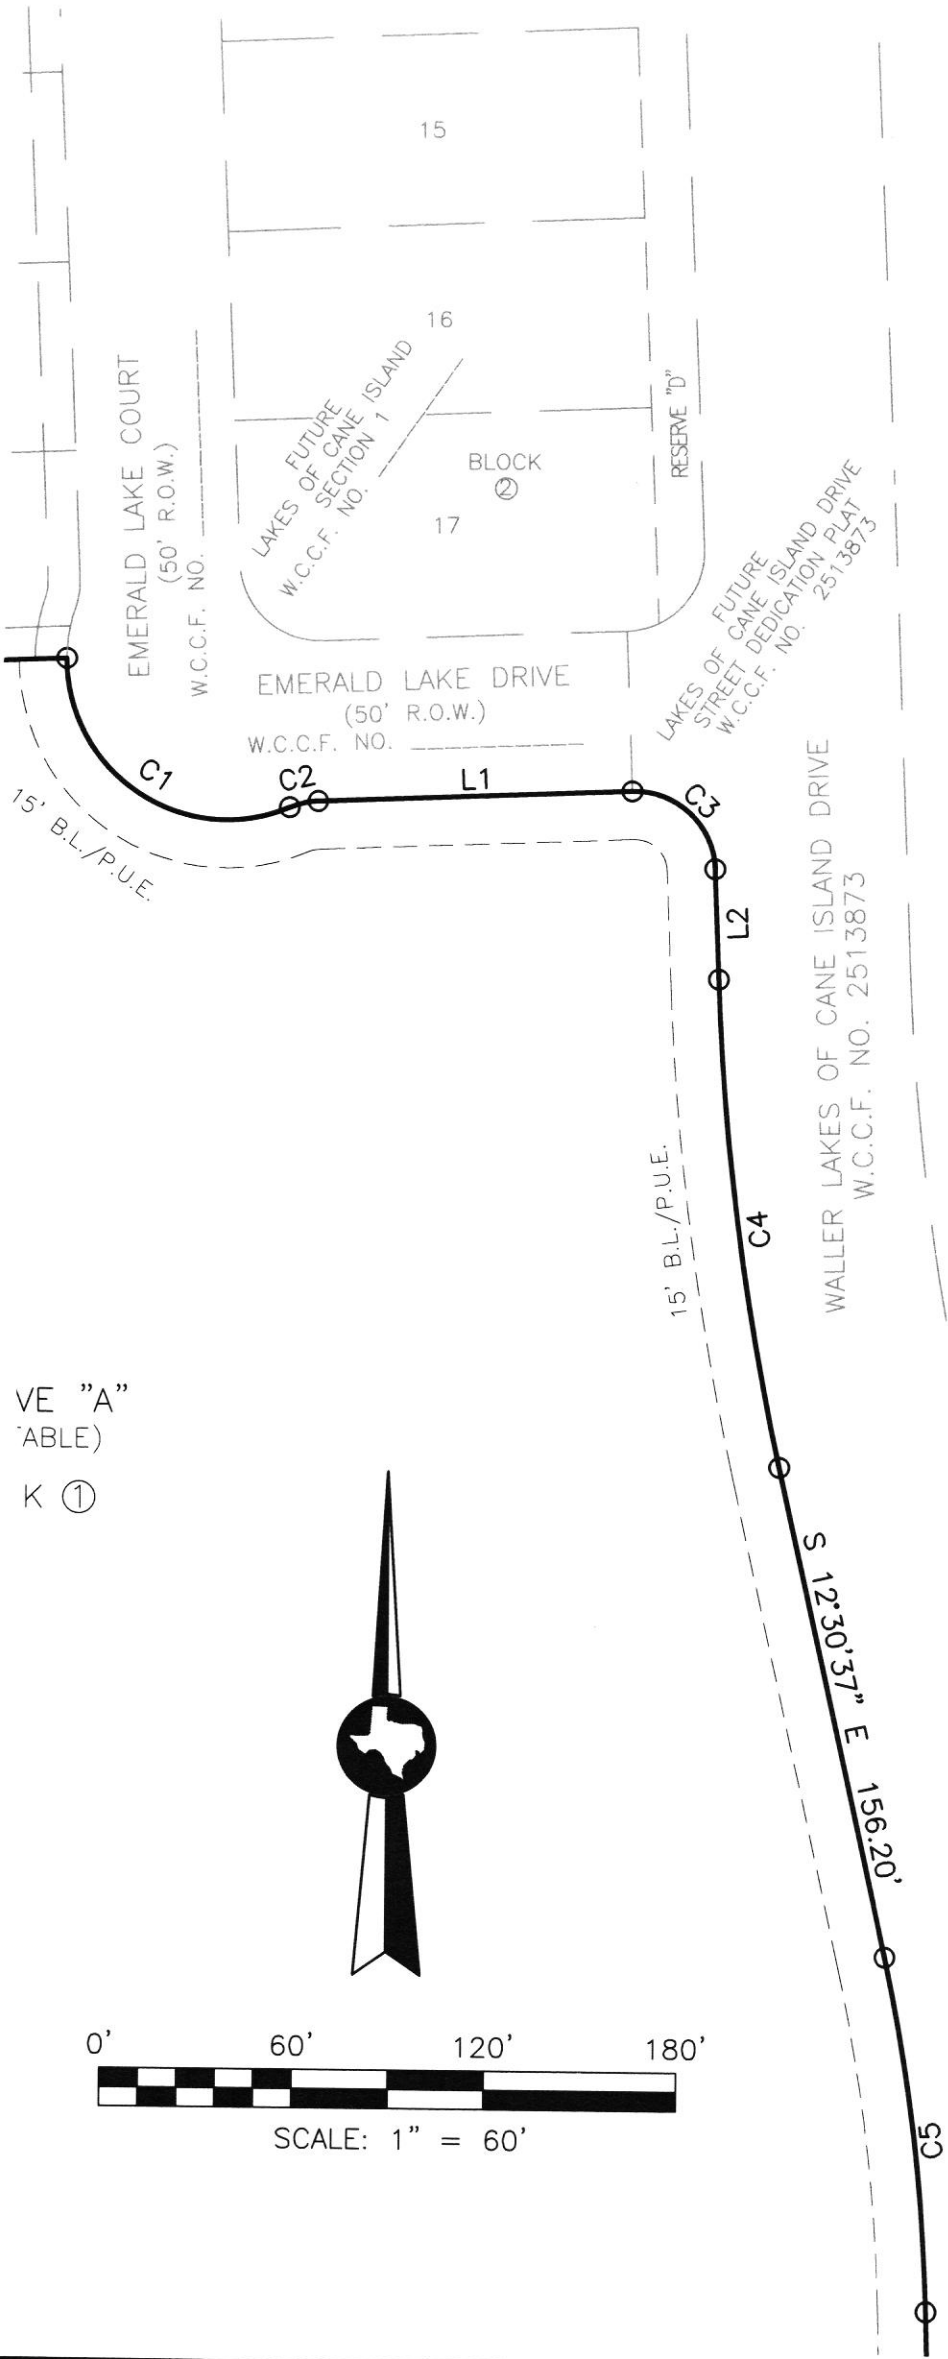 15
16
EMERALD LAKE COURT
(50' R.O.W.)
W.C.C.F. NO.
FUTURE
LAKES OF CANE ISLAND
SECTION 1
W.C.C.F. NO.
RESERVE "D"
BLOCK
2
17
FUTURE
LAKES OF CANE ISLAND DRIVE
STREET DEDICATION PLAT
W.C.C.F. NO. 2513873
EMERALD LAKE DRIVE
(50' R.O.W.)
W.C.C.F. NO.
C1
C2
L1
C3
15' B.L./P.U.E.
L2
WALLER LAKES OF CANE ISLAND DRIVE
W.C.C.F. NO. 2513873
15' B.L./P.U.E.
C4
VE "A"
ABLE)
K 1
S 12°30'37" E 156.20'
0' 60' 120' 180'
SCALE: 1" = 60'
C5